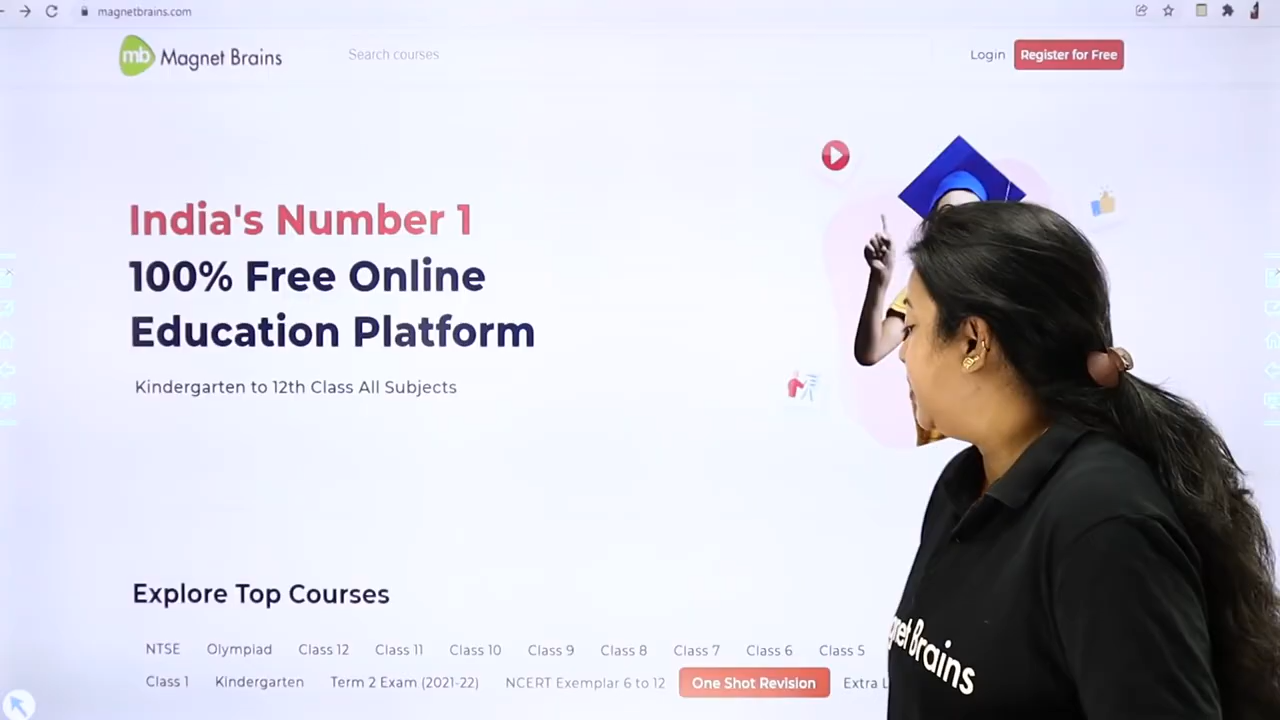 magnetbrains.com
mb Magnet Brains
Search courses
Login
Register for Free
India's Number 1
100% Free Online
Education Platform
Kindergarten to 12th Class All Subjects
Explore Top Courses
NTSE Olympiad Class 12 Class 11 Class 10 Class 9 Class 8 Class 7 Class 6 Class 5
Class 1 Kindergarten Term 2 Exam (2021-22) NCERT Exemplar 6 to 12 One Shot Revision Extra
Brains